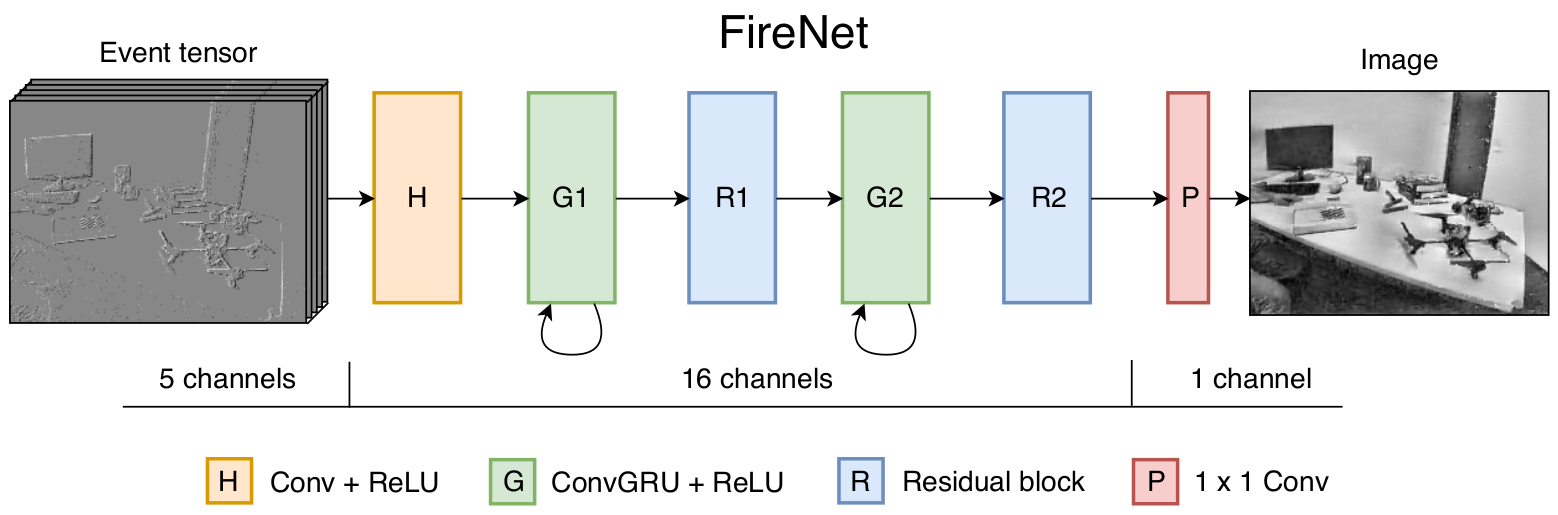 FireNet
Event tensor
Image
H
G1
R1
G2
R2
P
5 channels
16 channels
1 channel
H Conv + ReLU
G ConvGRU + ReLU
R Residual block
P 1 x 1 Conv